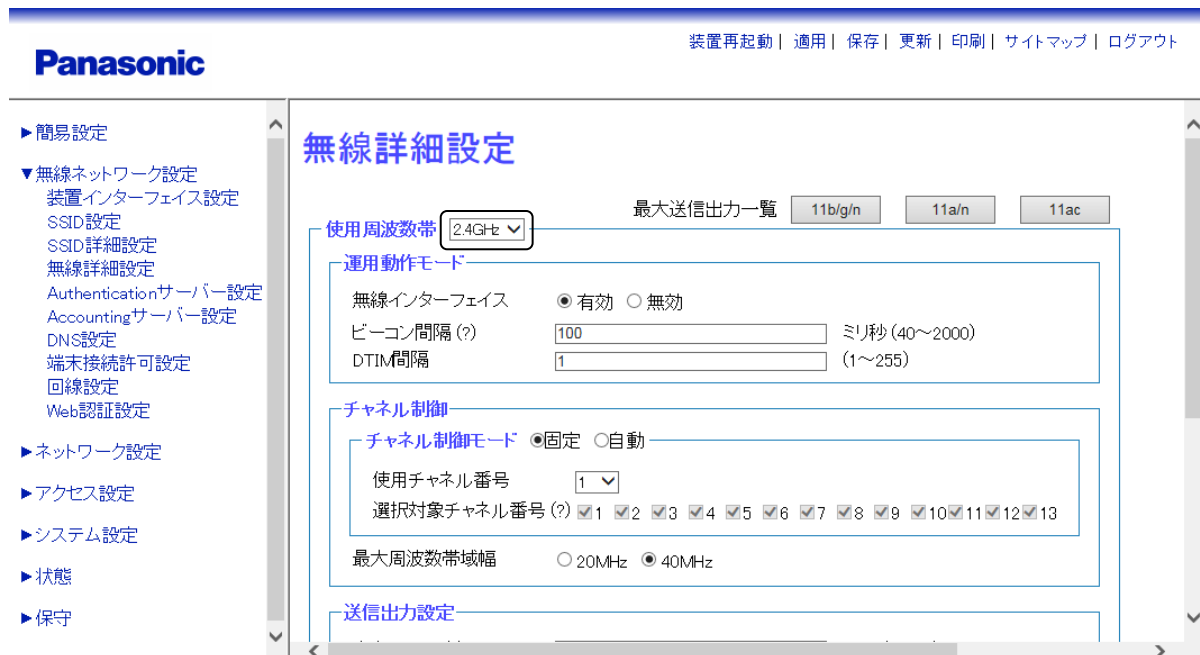 装置再起動| 適用| 保存| 更新| 印刷| サイトマップ| ログアウト
Panasonic
▶簡易設定
▼無線ネットワーク設定
装置インターフェイス設定
SSID設定
SSID詳細設定
無線詳細設定
Authenticationサーバー設定
Accountingサーバー設定
DNS設定
端末接続許可設定
回線設定
Web認証設定
▶ネットワーク設定
▶アクセス設定
▶システム設定
▶状態
▶保守
無線詳細設定
最大送信出力一覧 11b/g/n 11a/n 11ac
使用周波数帯 2.4GHz
運用動作モード
無線インターフェイス 有効 無効
ビーコン間隔(?) 100 ミリ秒(40～2000)
DTIM間隔 1 (1～255)
チャネル制御
チャネル制御モード 固定 自動
使用チャネル番号 1
選択対象チャネル番号(?) 1 2 3 4 5 6 7 8 9 10 11 12 13
最大周波数帯域幅 20MHz 40MHz
送信出力設定